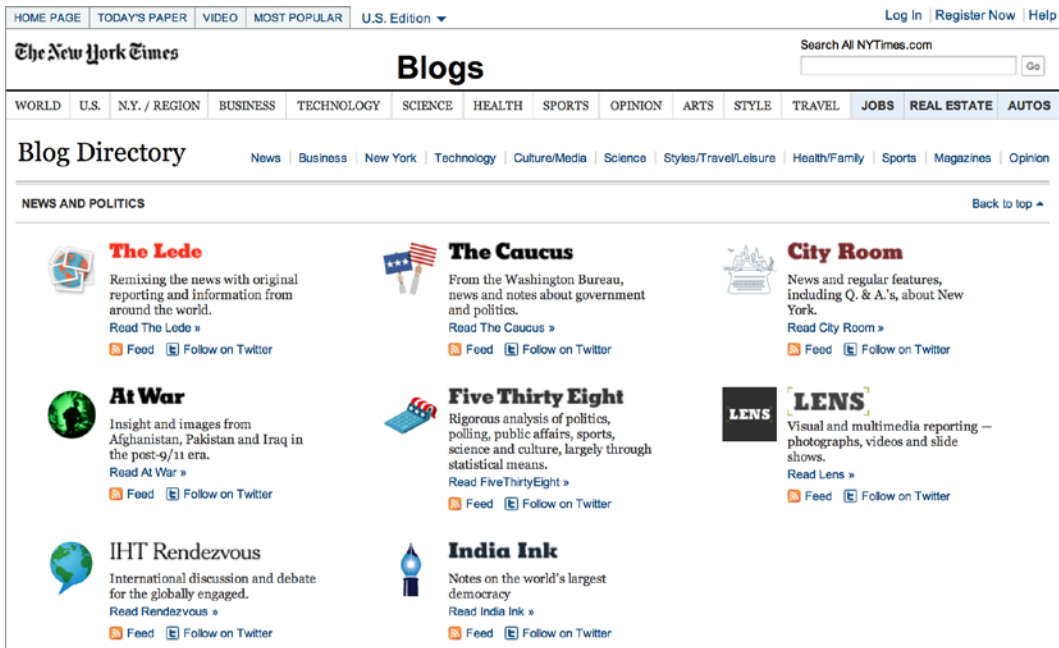 HOME PAGE TODAY'S PAPER VIDEO MOST POPULAR U.S. Edition
Log In Register Now Help
The New York Times
Blogs
Search All NYTimes.com
Go
WORLD U.S. N.Y. / REGION BUSINESS TECHNOLOGY SCIENCE HEALTH SPORTS OPINION ARTS STYLE TRAVEL JOBS REAL ESTATE AUTOS
Blog Directory
News Business New York Technology Culture/Media Science Styles/Travel/Leisure Health/Family Sports Magazines Opinion
NEWS AND POLITICS
Back to top
The Lede
Remixing the news with original
reporting and information from
around the world.
Read The Lede »
Feed Follow on Twitter
The Caucus
From the Washington Bureau,
news and notes about government
and politics.
Read The Caucus »
Feed Follow on Twitter
City Room
News and regular features,
including Q. & A.'s, about New
York.
Read City Room »
Feed Follow on Twitter
At War
Insight and images from
Afghanistan, Pakistan and Iraq in
the post-9/11 era.
Read At War »
Feed Follow on Twitter
Five Thirty Eight
Rigorous analysis of politics,
polling, public affairs, sports,
science and culture, largely through
statistical means.
Read FiveThirtyEight »
Feed Follow on Twitter
LENS
LENS
Visual and multimedia reporting —
photographs, videos and slide
shows.
Read Lens »
Feed Follow on Twitter
IHT Rendezvous
International discussion and debate
for the globally engaged.
Read Rendezvous »
Feed Follow on Twitter
India Ink
Notes on the world's largest
democracy
Read India Ink »
Feed Follow on Twitter